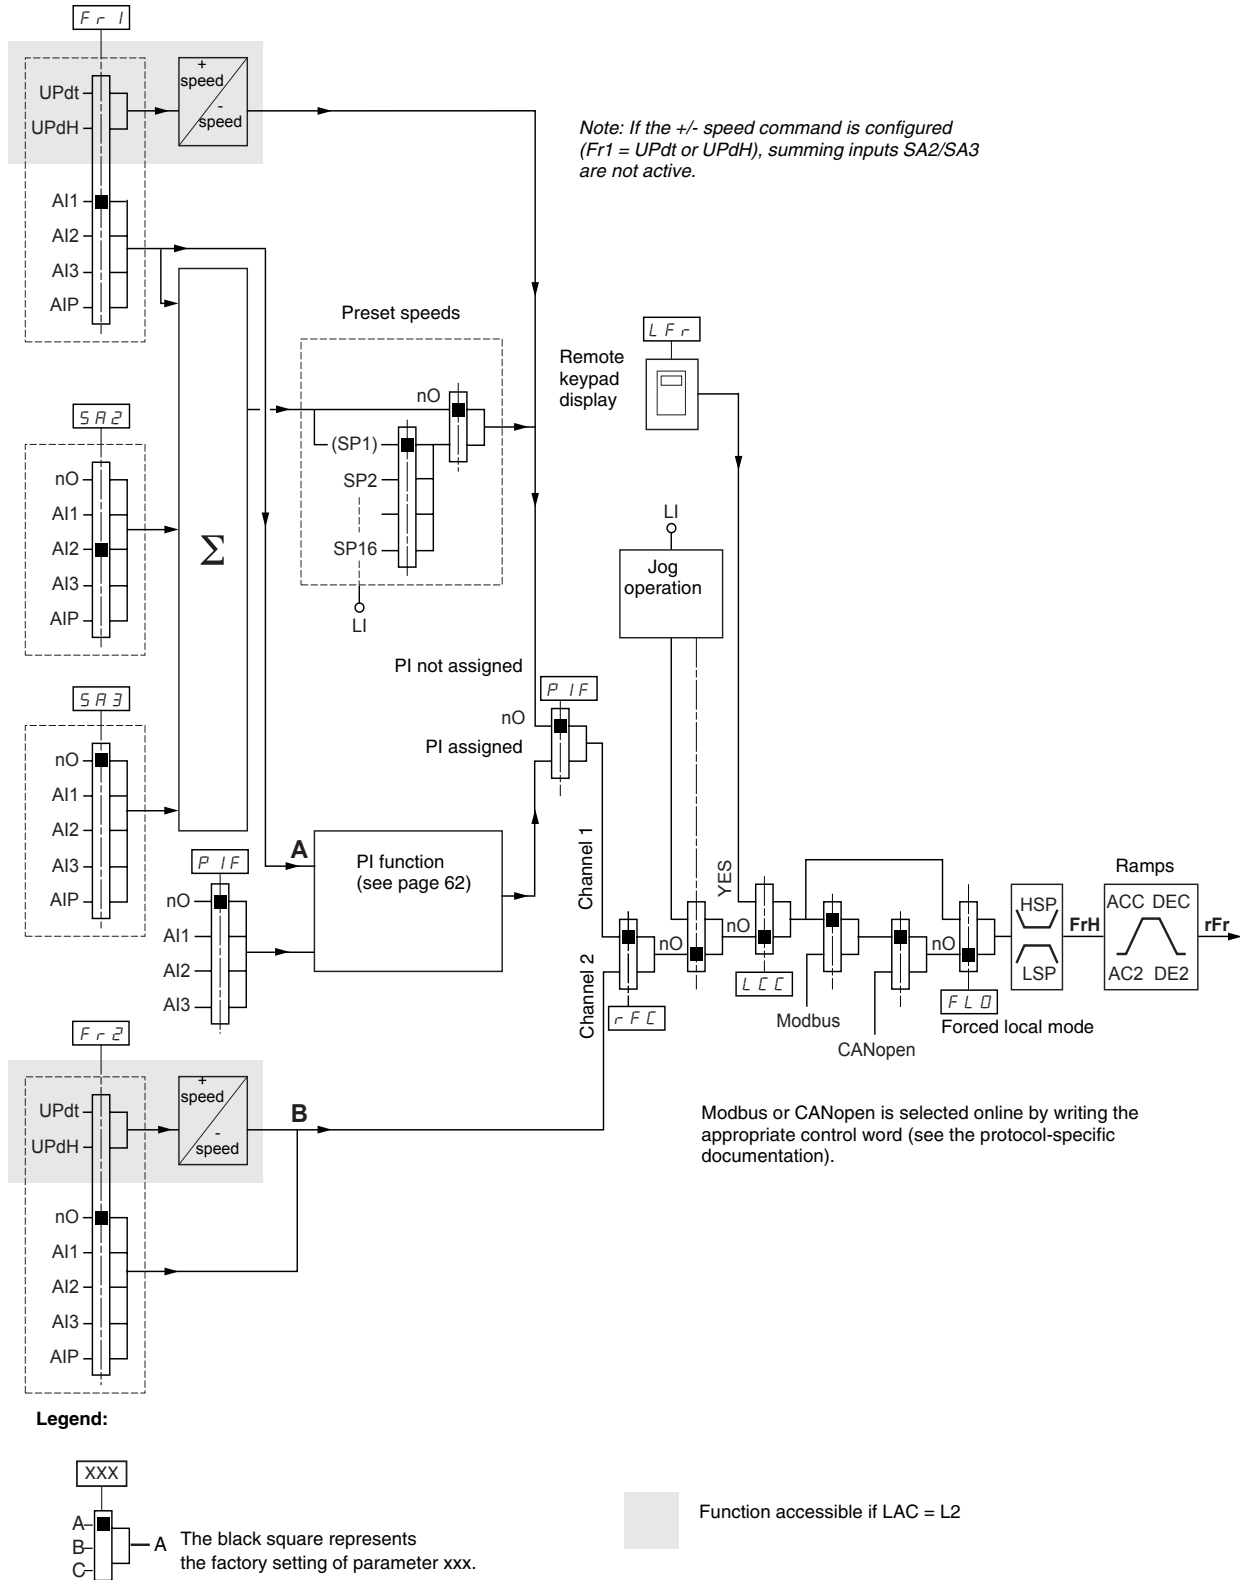 Fr1
+
speed
-
speed
UPdt
UPdH
Note: If the +/- speed command is configured
(Fr1 = UPdt or UPdH), summing inputs SA2/SA3
are not active.
AI1
AI2
AI3
AIP
Preset speeds
nO
(SP1)
SP2
SP16
LI
LFr
Remote
keypad
display
SA2
nO
AI1
AI2
AI3
AIP
Σ
LI
Jog
operation
PI not assigned
PIF
nO
PI assigned
SA3
nO
AI1
AI2
AI3
AIP
PIF
nO
AI1
AI2
AI3
A
PI function
(see page 62)
Channel 1
Channel 2
rFC
nO
YES
nO
LCC
Modbus
CANopen
nO
FLO
Forced local mode
HSP
LSP
FrH
Ramps
ACC DEC
AC2 DE2
rFr
Fr2
+
speed
-
speed
UPdt
UPdH
B
nO
AI1
AI2
AI3
AIP
Modbus or CANopen is selected online by writing the
appropriate control word (see the protocol-specific
documentation).
Legend:
XXX
A
B
C
A
The black square represents
the factory setting of parameter xxx.
Function accessible if LAC = L2